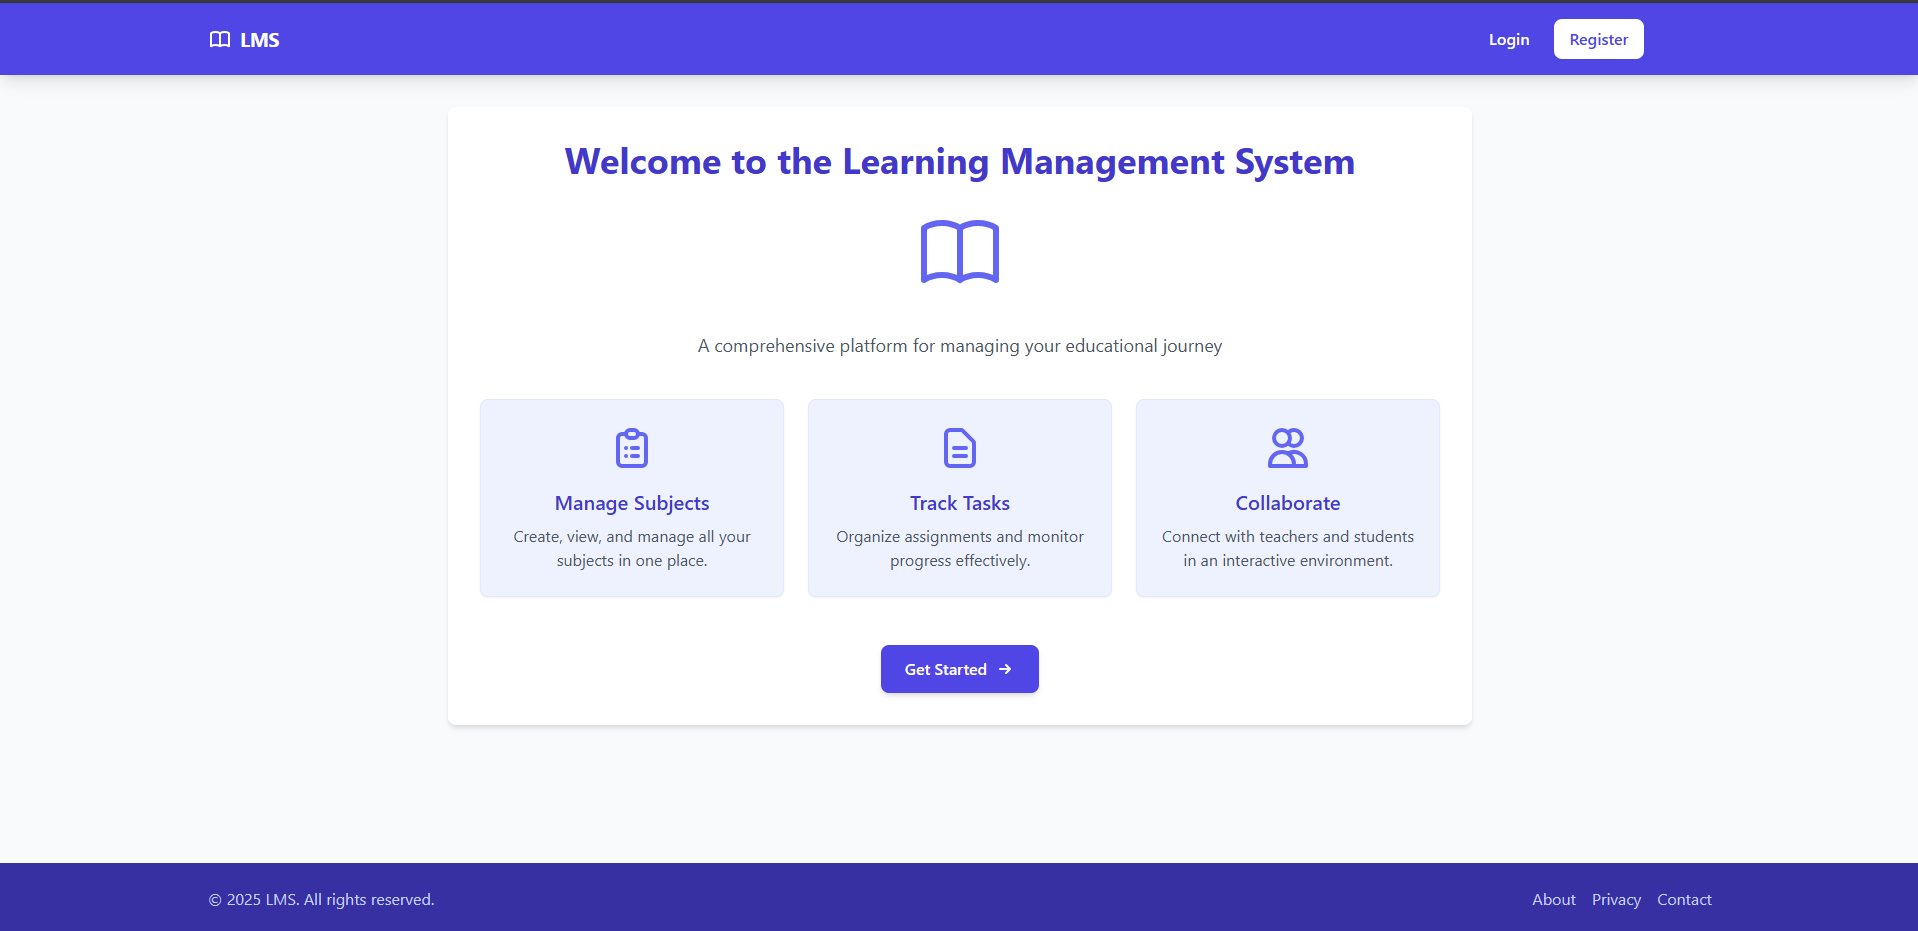 LMS
Login
Register
Welcome to the Learning Management System
A comprehensive platform for managing your educational journey
Manage Subjects
Create, view, and manage all your
subjects in one place.
Track Tasks
Organize assignments and monitor
progress effectively.
Collaborate
Connect with teachers and students
in an interactive environment.
Get Started →
© 2025 LMS. All rights reserved.
About
Privacy
Contact